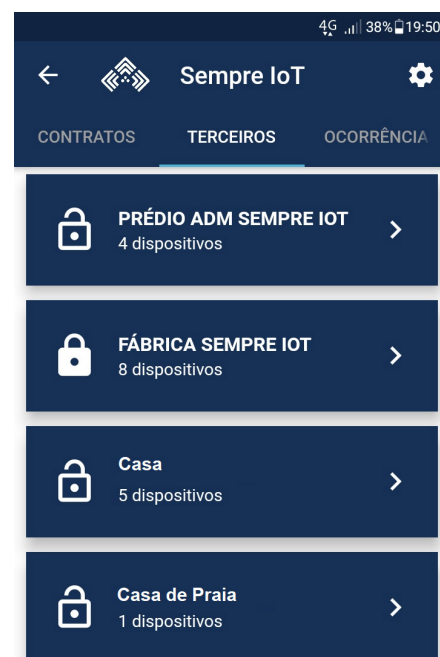 4G 38% 19:50
Sempre IoT
CONTRATOS TERCEIROS OCORRÊNCIA
PRÉDIO ADM SEMPRE IOT
4 dispositivos
FÁBRICA SEMPRE IOT
8 dispositivos
Casa
5 dispositivos
Casa de Praia
1 dispositivos